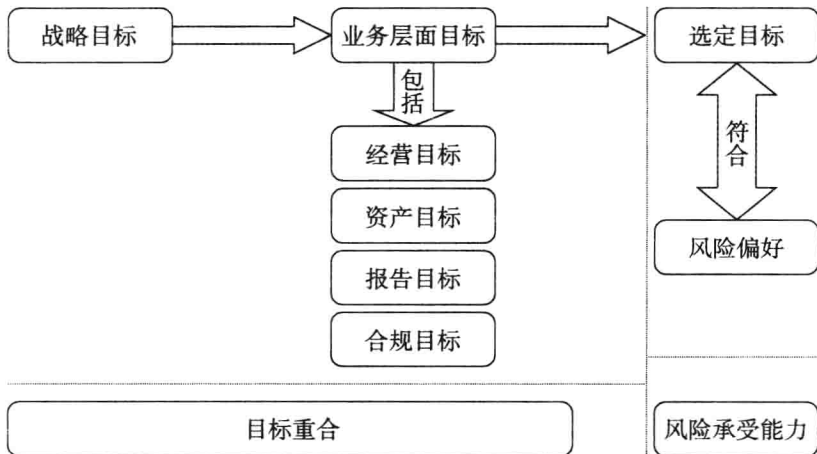 战略目标
业务层面目标
选定目标
包括
符合
经营目标
资产目标
报告目标
合规目标
风险偏好
目标重合
风险承受能力